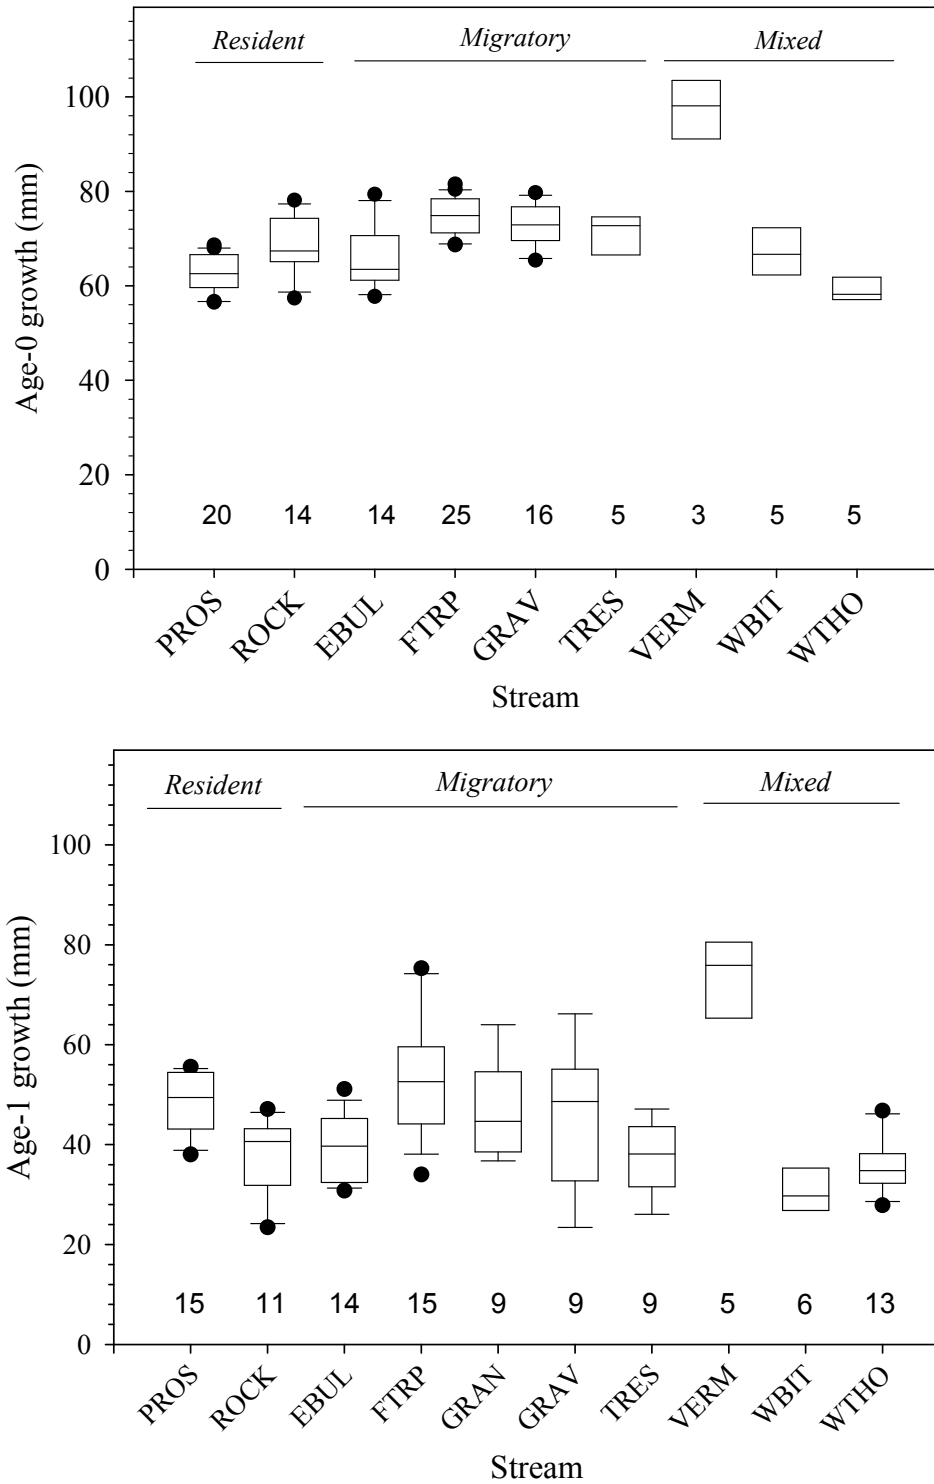 Resident Migratory Mixed
100
80
60
40
20
0
Age-0 growth (mm)
20 14 14 25 16 5 3 5 5
PROS ROCK EBUL FTRP GRAV TRES VERM WBIT WTHO
Stream
Resident Migratory Mixed
100
80
60
40
20
0
Age-1 growth (mm)
15 11 14 15 9 9 9 5 6 13
PROS ROCK EBUL FTRP GRAN GRAV TRES VERM WBIT WTHO
Stream